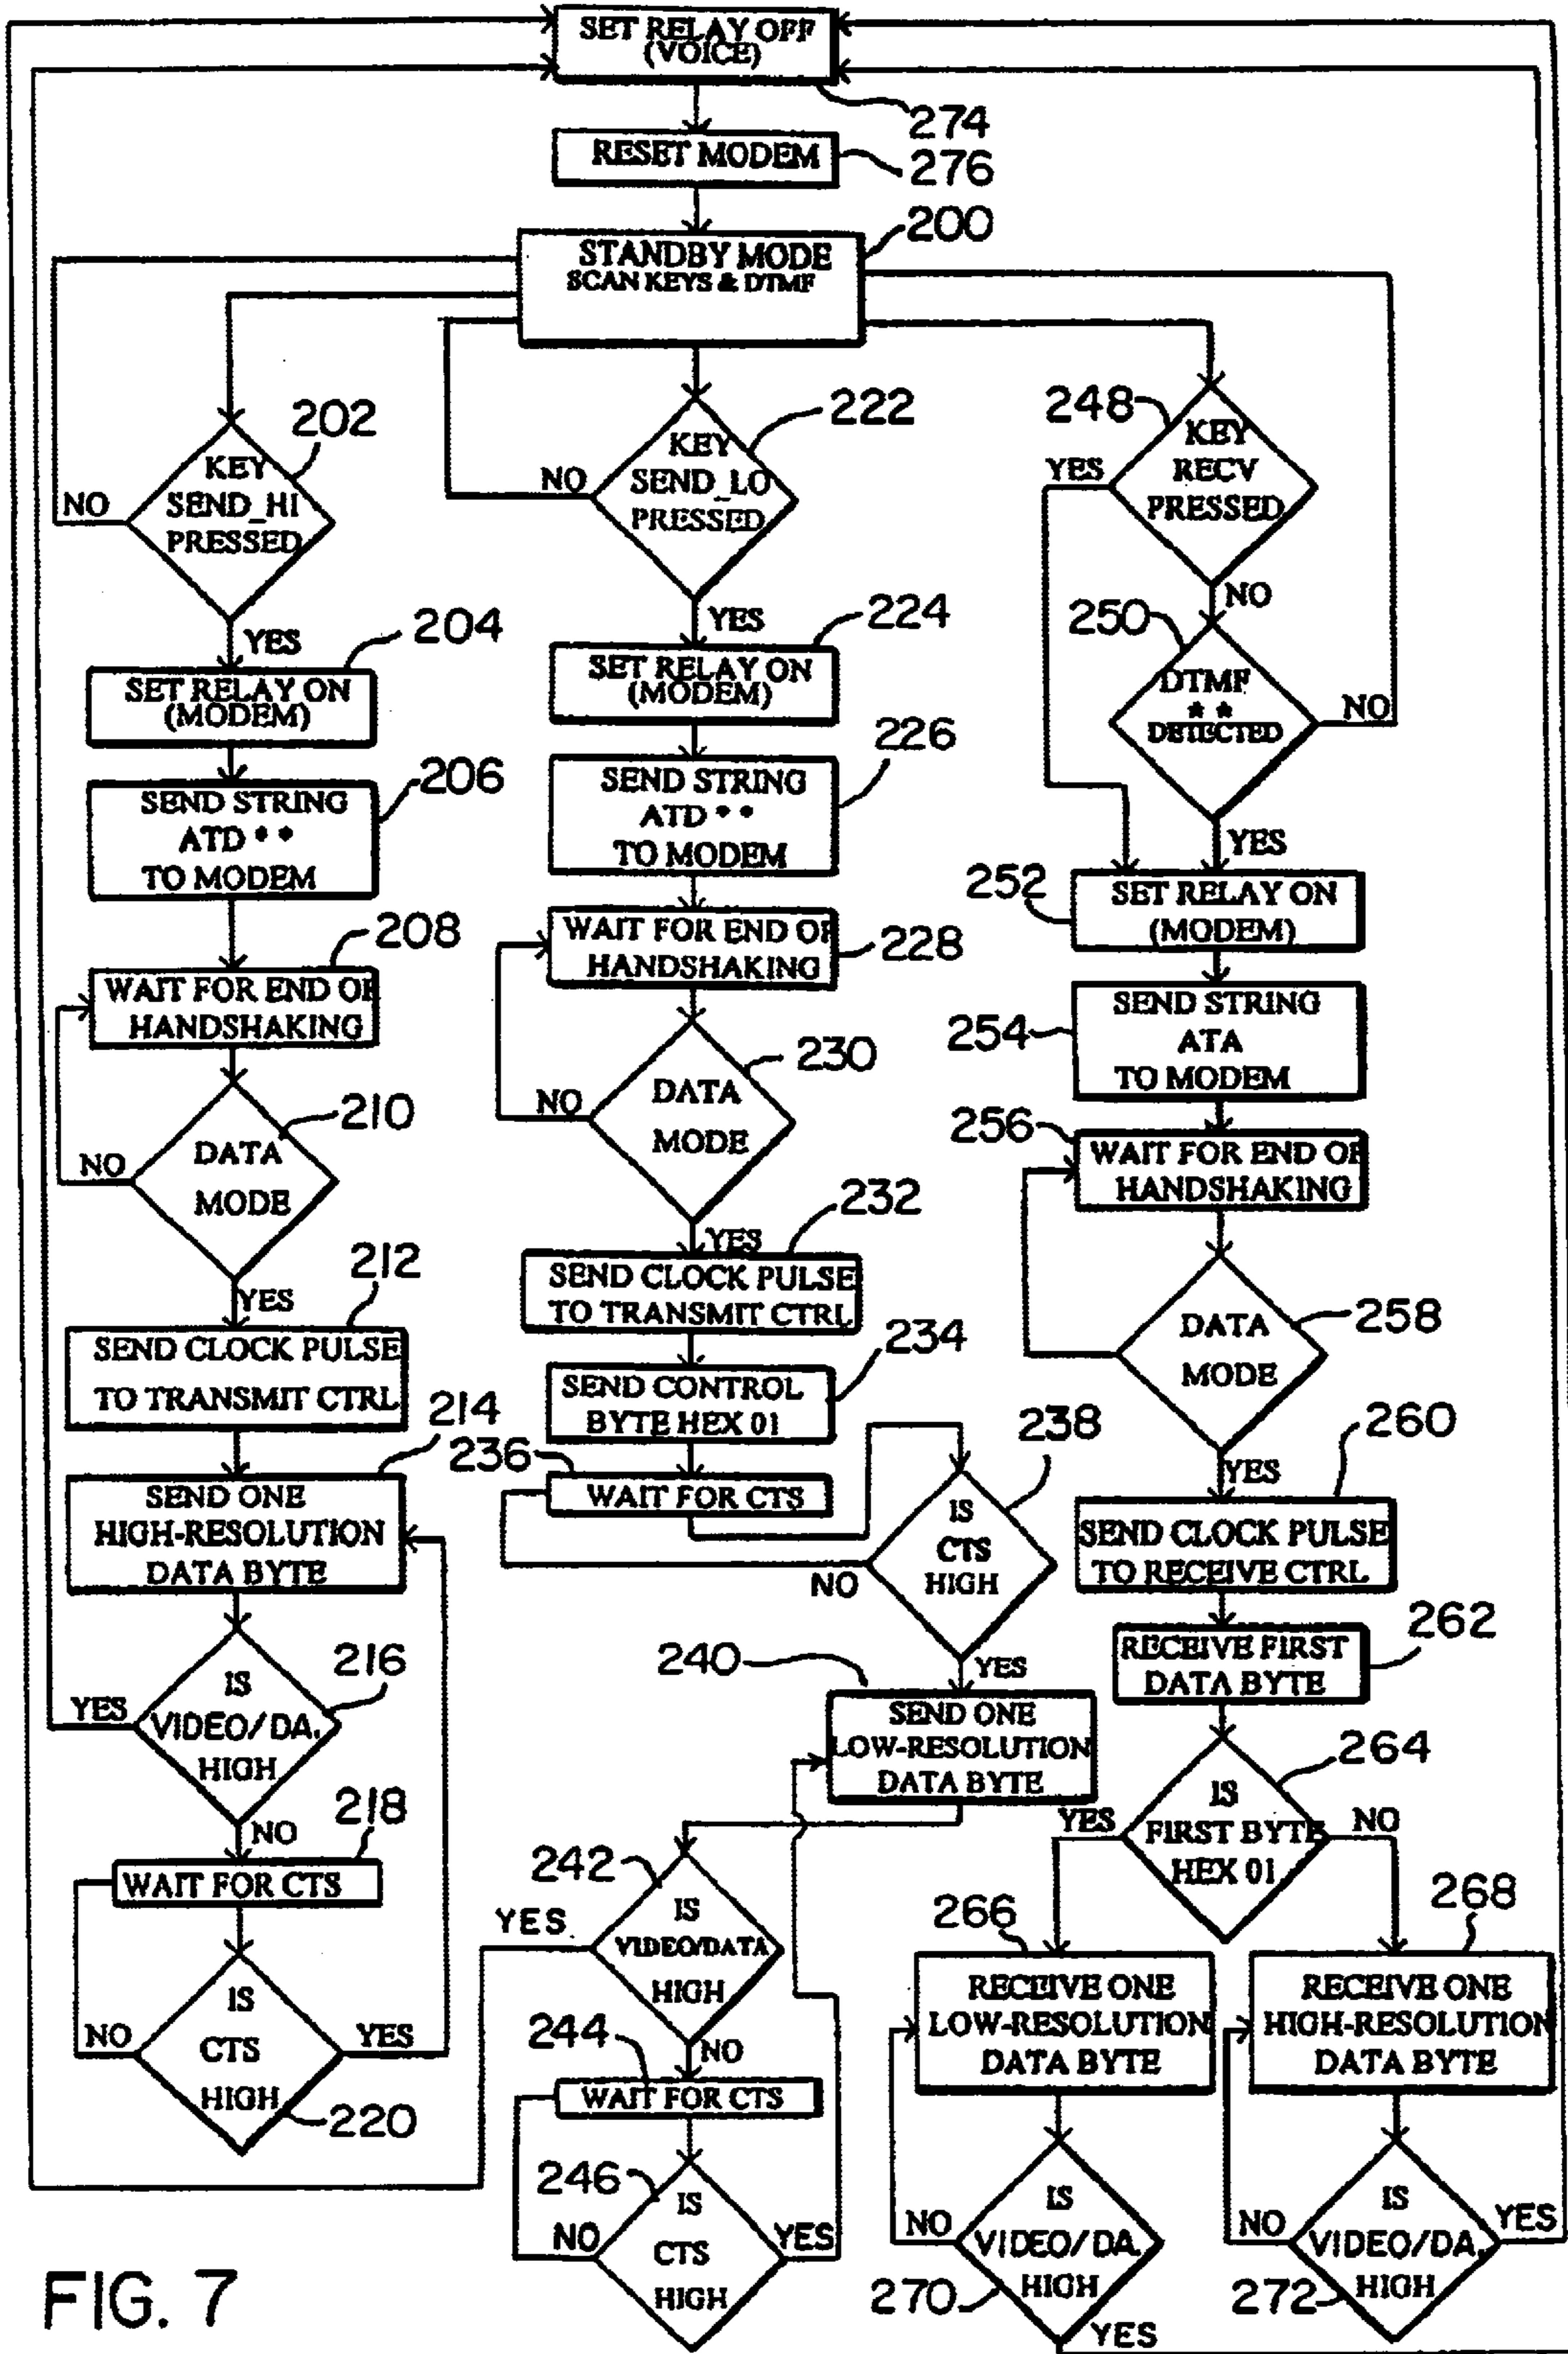 SET RELAY OFF
(VOICE)
274
RESET MODEM
276
200
STANDBY MODE
SCAN KEYS & DTMF
202
KEY
SEND_HI
PRESSED
NO
YES
204
SET RELAY ON
(MODEM)
206
SEND STRING
ATD * *
TO MODEM
208
WAIT FOR END OF
HANDSHAKING
210
DATA
MODE
NO
YES
212
SEND CLOCK PULSE
TO TRANSMIT CTRL
214
SEND ONE
HIGH-RESOLUTION
DATA BYTE
216
IS
VIDEO/DA.
HIGH
YES
NO
218
WAIT FOR CTS
IS
CTS
HIGH
NO
YES
220
222
KEY
SEND_LO
PRESSED
NO
YES
224
SET RELAY ON
(MODEM)
226
SEND STRING
ATD * *
TO MODEM
WAIT FOR END OF
HANDSHAKING
228
230
DATA
MODE
NO
YES
232
SEND CLOCK PULSE
TO TRANSMIT CTRL
234
SEND CONTROL
BYTE HEX 01
236
WAIT FOR CTS
238
IS
CTS
HIGH
NO
YES
240
SEND ONE
LOW-RESOLUTION
DATA BYTE
242
IS
VIDEO/DATA
HIGH
YES
NO
244
WAIT FOR CTS
246
IS
CTS
HIGH
NO
YES
248
KEY
RECV
PRESSED
YES
NO
250
DTMF
* *
DETECTED
NO
YES
252
SET RELAY ON
(MODEM)
254
SEND STRING
ATA
TO MODEM
256
WAIT FOR END OF
HANDSHAKING
258
DATA
MODE
YES
260
SEND CLOCK PULSE
TO RECEIVE CTRL
262
RECEIVE FIRST
DATA BYTE
264
IS
FIRST BYTE
HEX 01
YES
NO
266
RECEIVE ONE
LOW-RESOLUTION
DATA BYTE
268
RECEIVE ONE
HIGH-RESOLUTION
DATA BYTE
IS
VIDEO/DA.
HIGH
NO
270
YES
IS
VIDEO/DA.
HIGH
NO
YES
272
FIG. 7